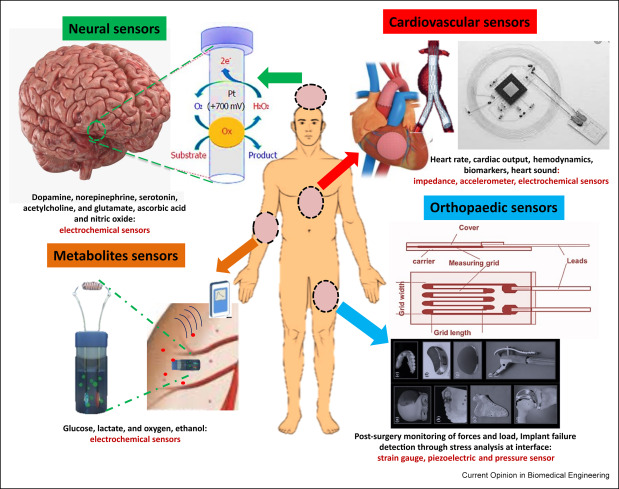 Neural sensors
2e⁻
Pt
O₂ (+700 mV) H₂O₂
Ox
Substrate Product
Dopamine, norepinephrine, serotonin,
acetylcholine, and glutamate, ascorbic acid
and nitric oxide:
electrochemical sensors
Cardiovascular sensors
Heart rate, cardiac output, hemodynamics,
biomarkers, heart sound:
impedance, accelerometer, electrochemical sensors
Metabolites sensors
Glucose, lactate, and oxygen, ethanol:
electrochemical sensors
Orthopaedic sensors
Cover
carrier
Measuring grid
Leads
Grid width
Grid length
Post-surgery monitoring of forces and load, Implant failure
detection through stress analysis at interface:
strain gauge, piezoelectric and pressure sensor
Current Opinion in Biomedical Engineering